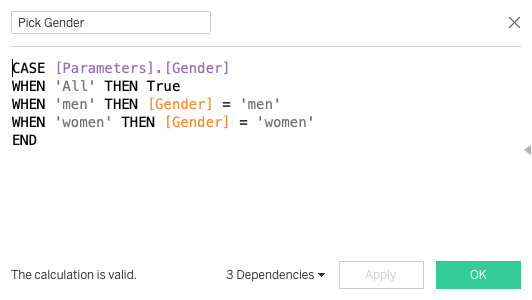 Pick Gender
CASE [Parameters].[Gender]
WHEN 'All' THEN True
WHEN 'men' THEN [Gender] = 'men'
WHEN 'women' THEN [Gender] = 'women'
END
The calculation is valid.
3 Dependencies
Apply
OK